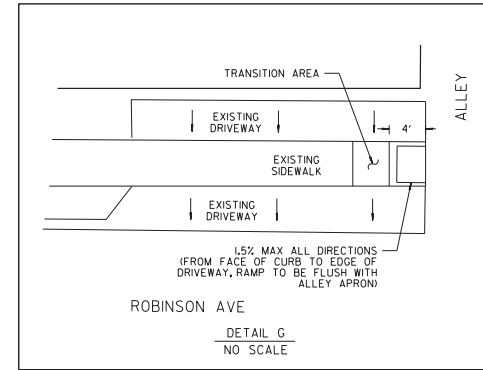 TRANSITION AREA
ALLEY
EXISTING
DRIVEWAY
4'
EXISTING
SIDEWALK
EXISTING
DRIVEWAY
1.5% MAX ALL DIRECTIONS
(FROM FACE OF CURB TO EDGE OF
DRIVEWAY, RAMP TO BE FLUSH WITH
ALLEY APRON)
ROBINSON AVE
DETAIL G
NO SCALE